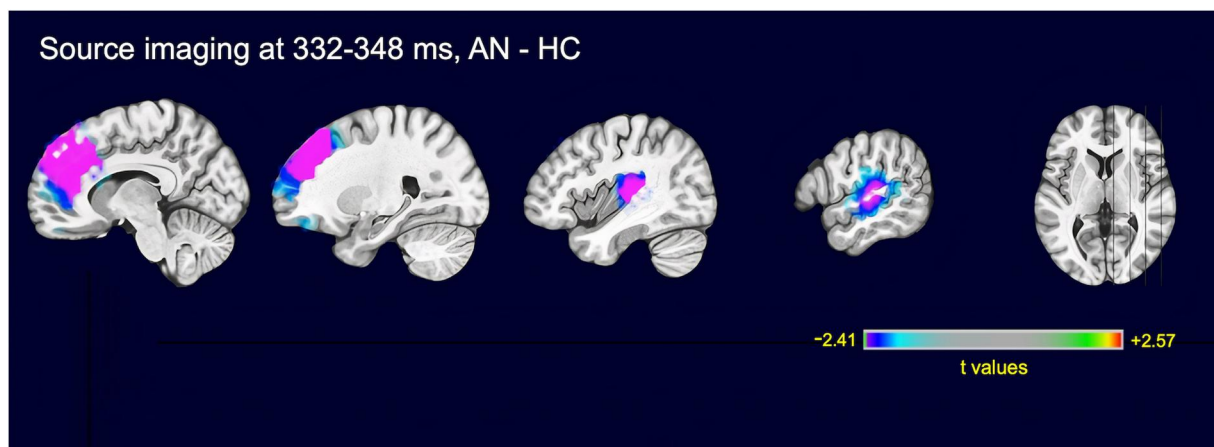 Source imaging at 332-348 ms, AN - HC
−2.41
+2.57
t values